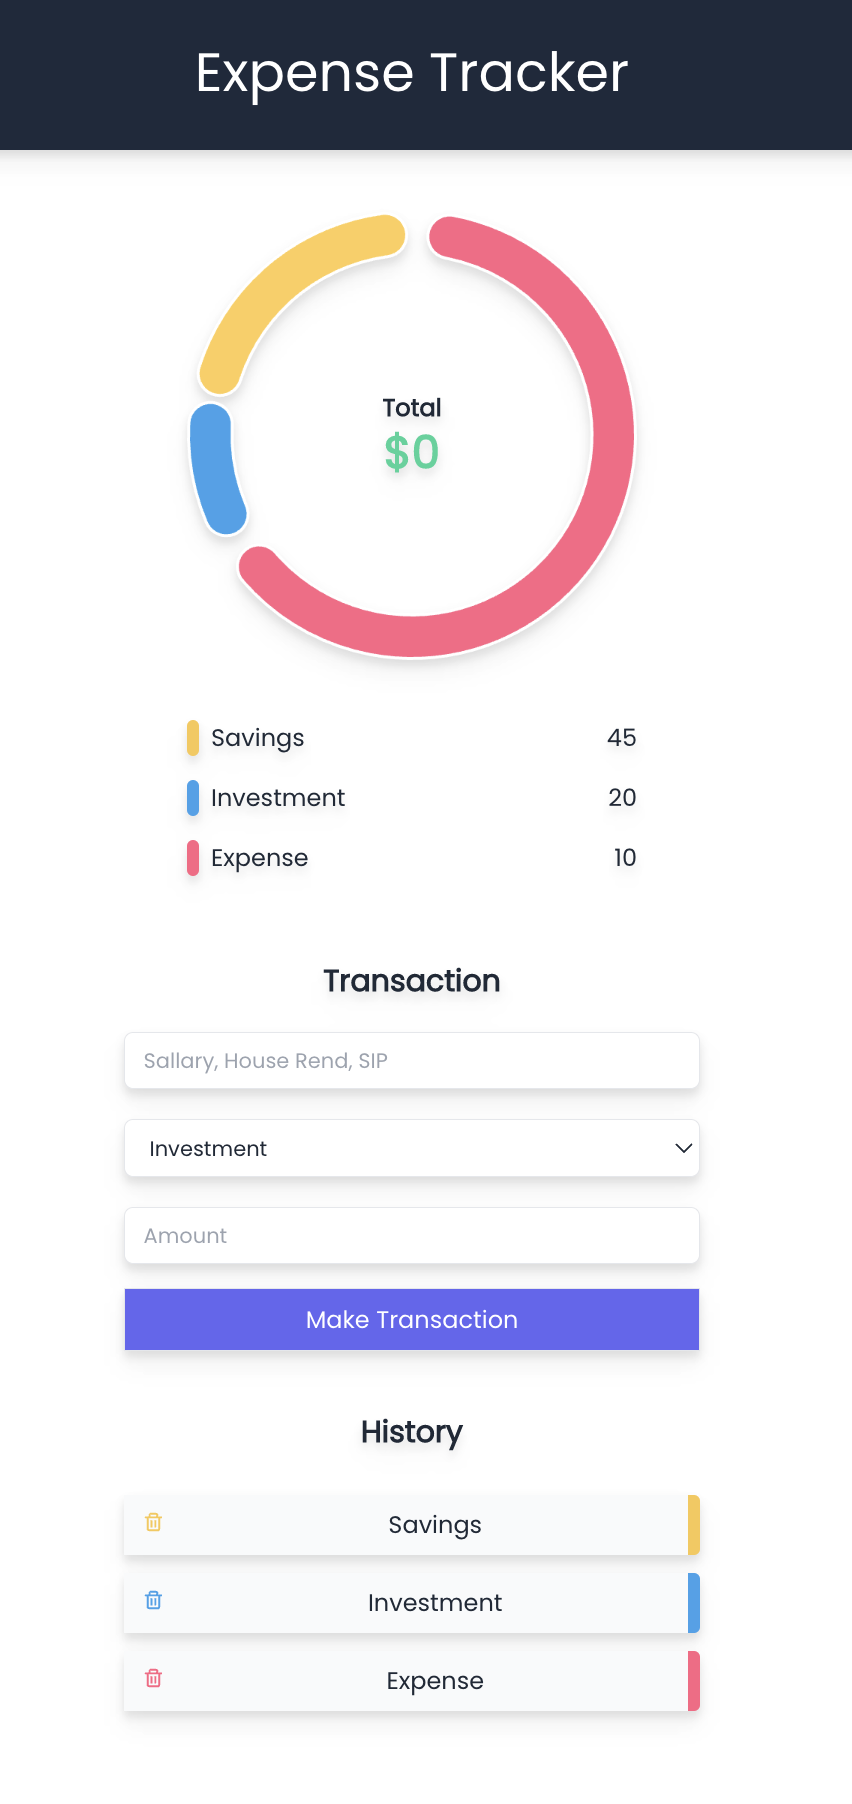 Expense Tracker
Total
$0
Savings 45
Investment 20
Expense 10
Transaction
Sallary, House Rend, SIP
Investment
Amount
Make Transaction
History
Savings
Investment
Expense